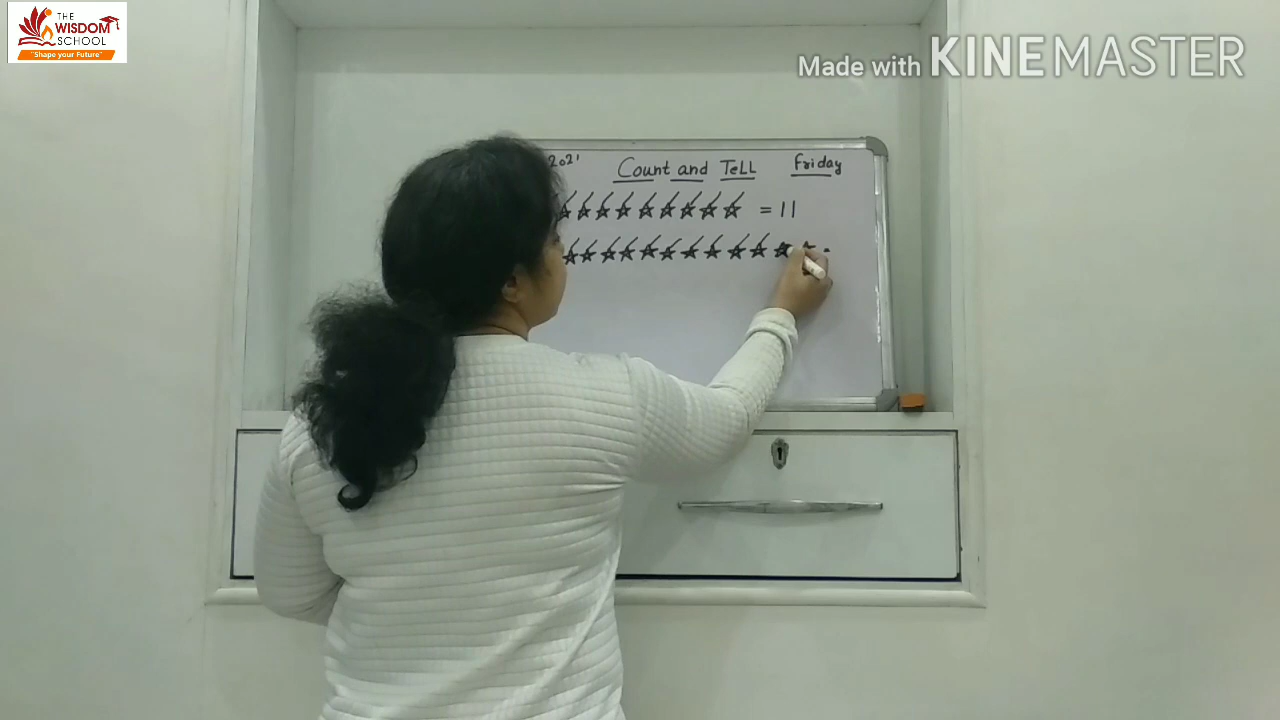 THE
WISDOM
SCHOOL
"Shape your Future"
Made with KINEMASTER
2021 Count and TeLL Friday
= 11